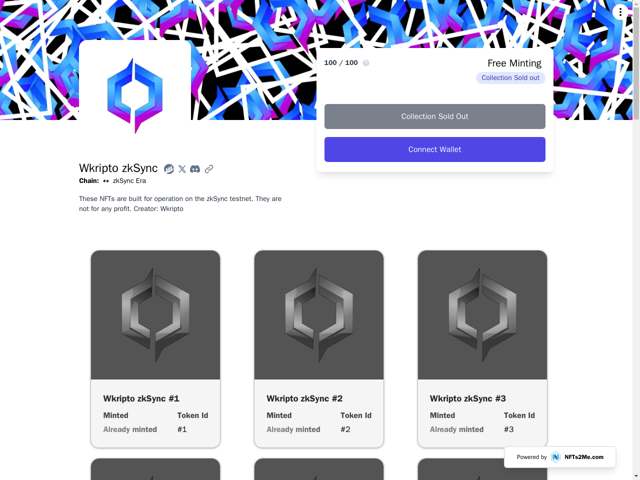 100 / 100
Free Minting
Collection Sold out
Collection Sold Out
Connect Wallet
Wkripto zkSync
Chain: zkSync Era
These NFTs are built for operation on the zkSync testnet. They are
not for any profit. Creator: Wkripto
Wkripto zkSync #1
Minted Token Id
Already minted #1
Wkripto zkSync #2
Minted Token Id
Already minted #2
Wkripto zkSync #3
Minted Token Id
Already minted #3
Powered by NFTs2Me.com